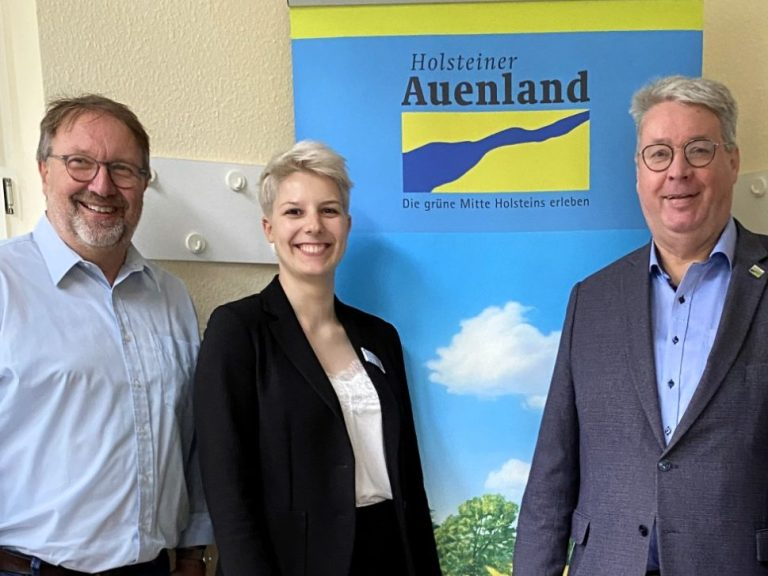 Holsteiner
Auenland
Die grüne Mitte Holsteins erleben